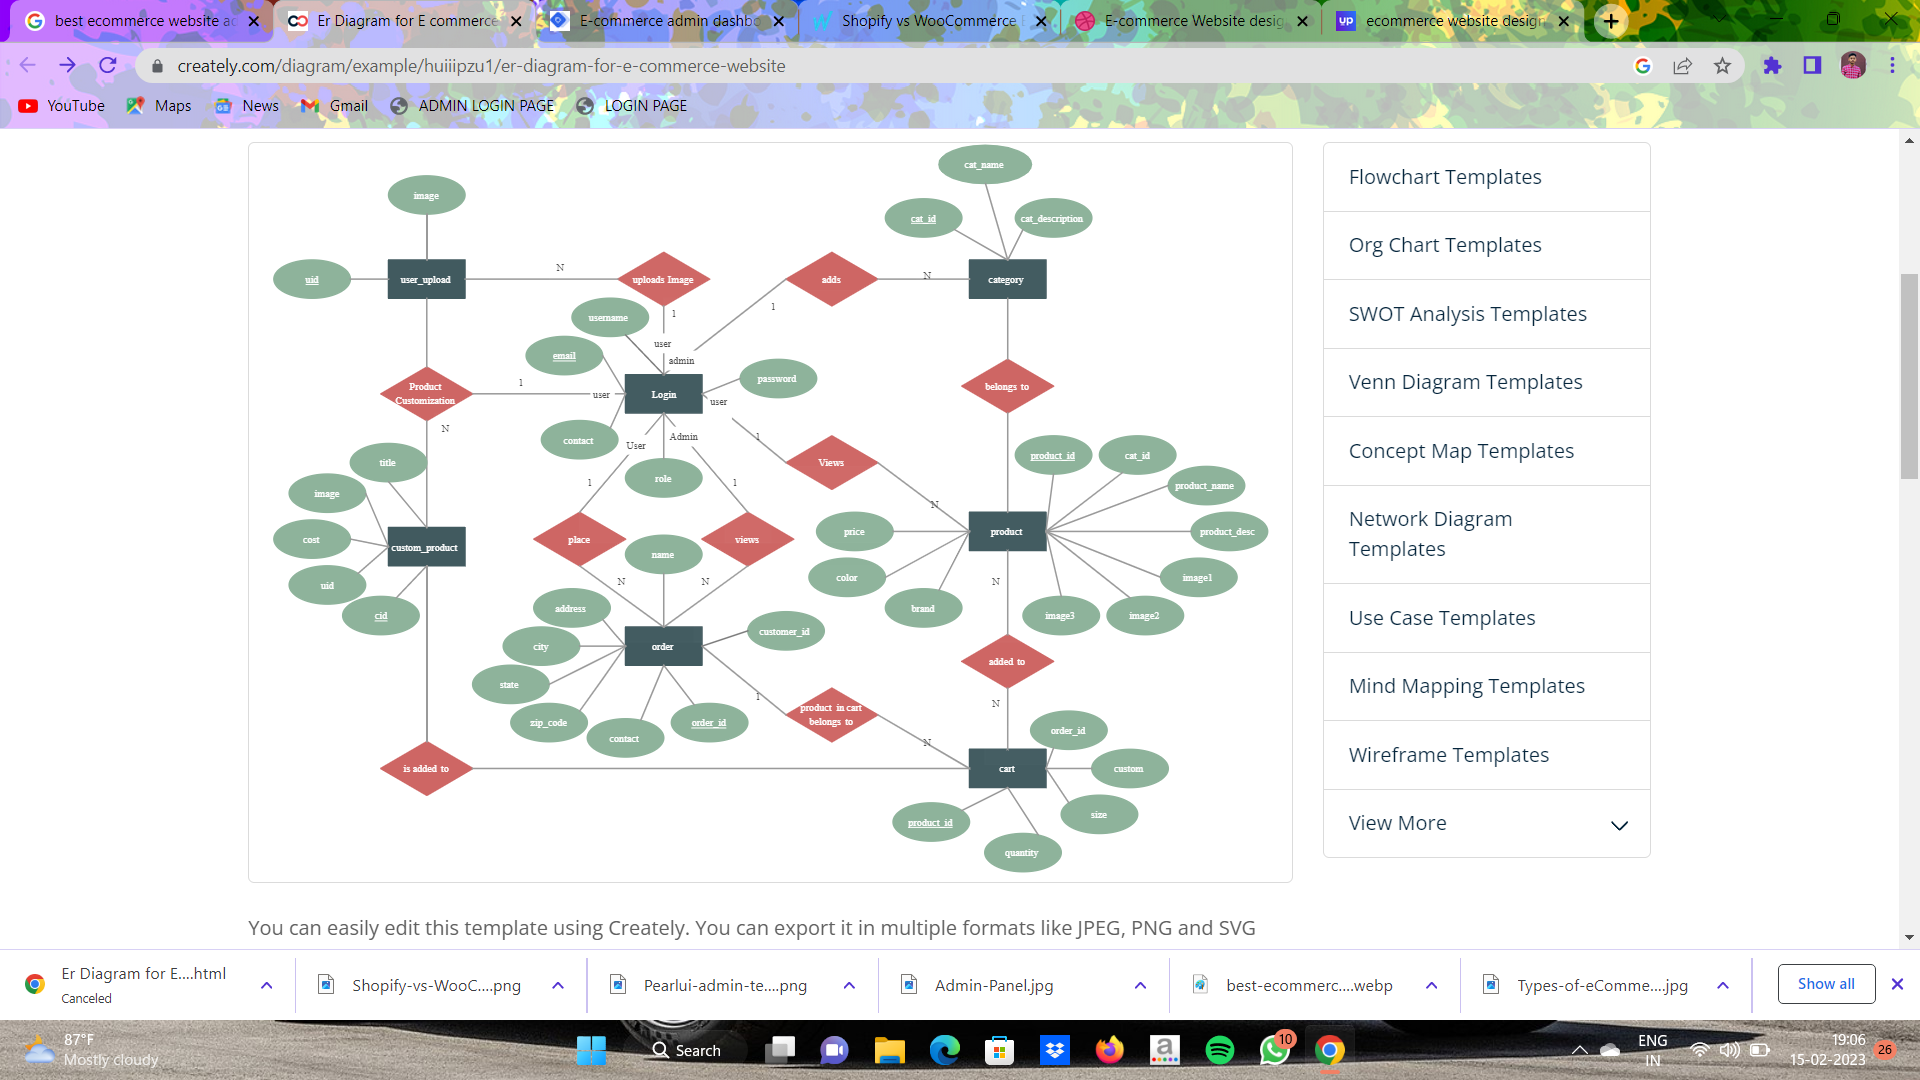 best ecommerce website ad
Er Diagram for E commerce
E-commerce admin dashbo
Shopify vs WooCommerce
E-commerce Website desig
ecommerce website design
creately.com/diagram/example/huiiipzu1/er-diagram-for-e-commerce-website
YouTube
Maps
News
Gmail
ADMIN LOGIN PAGE
LOGIN PAGE
cat_name
image
cat_id
cat_description
uid
user_upload
N
uploads Image
adds
N
category
username
1
1
user
admin
email
password
Product
Customization
1
user
Login
user
belongs to
N
contact
User
Admin
1
Views
title
role
1
1
product_id
cat_id
image
product_name
N
cost
custom_product
place
name
views
price
product
product_desc
uid
N
N
color
N
image1
cid
address
brand
image3
image2
city
order
customer_id
added to
state
1
N
zip_code
contact
order_id
product in cart
belongs to
order_id
N
is added to
cart
custom
product_id
size
quantity
Flowchart Templates
Org Chart Templates
SWOT Analysis Templates
Venn Diagram Templates
Concept Map Templates
Network Diagram
Templates
Use Case Templates
Mind Mapping Templates
Wireframe Templates
View More
You can easily edit this template using Creately. You can export it in multiple formats like JPEG, PNG and SVG
Er Diagram for E....html
Canceled
Shopify-vs-WooC....png
Pearlui-admin-te....png
Admin-Panel.jpg
best-ecommerc....webp
Types-of-eComme....jpg
Show all
87°F
Mostly cloudy
Search
10
ENG
IN
19:06
15-02-2023
26